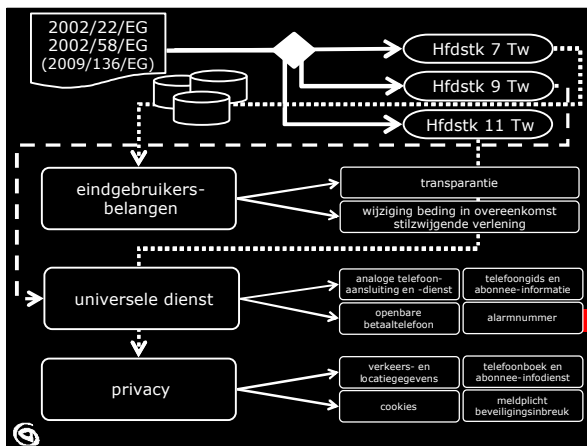 2002/22/EG
2002/58/EG
(2009/136/EG)
Hfdstk 7 Tw
Hfdstk 9 Tw
Hfdstk 11 Tw
eindgebruikers-
belangen
transparantie
wijziging beding in overeenkomst
stilzwijgende verlening
universele dienst
analoge telefoon-
aansluiting en -dienst
telefoongids en
abonnee-informatie
openbare
betaaltelefoon
alarmnummer
privacy
verkeers- en
locatiegegevens
telefoonboek en
abonnee-infodienst
cookies
meldplicht
beveiligingsinbreuk